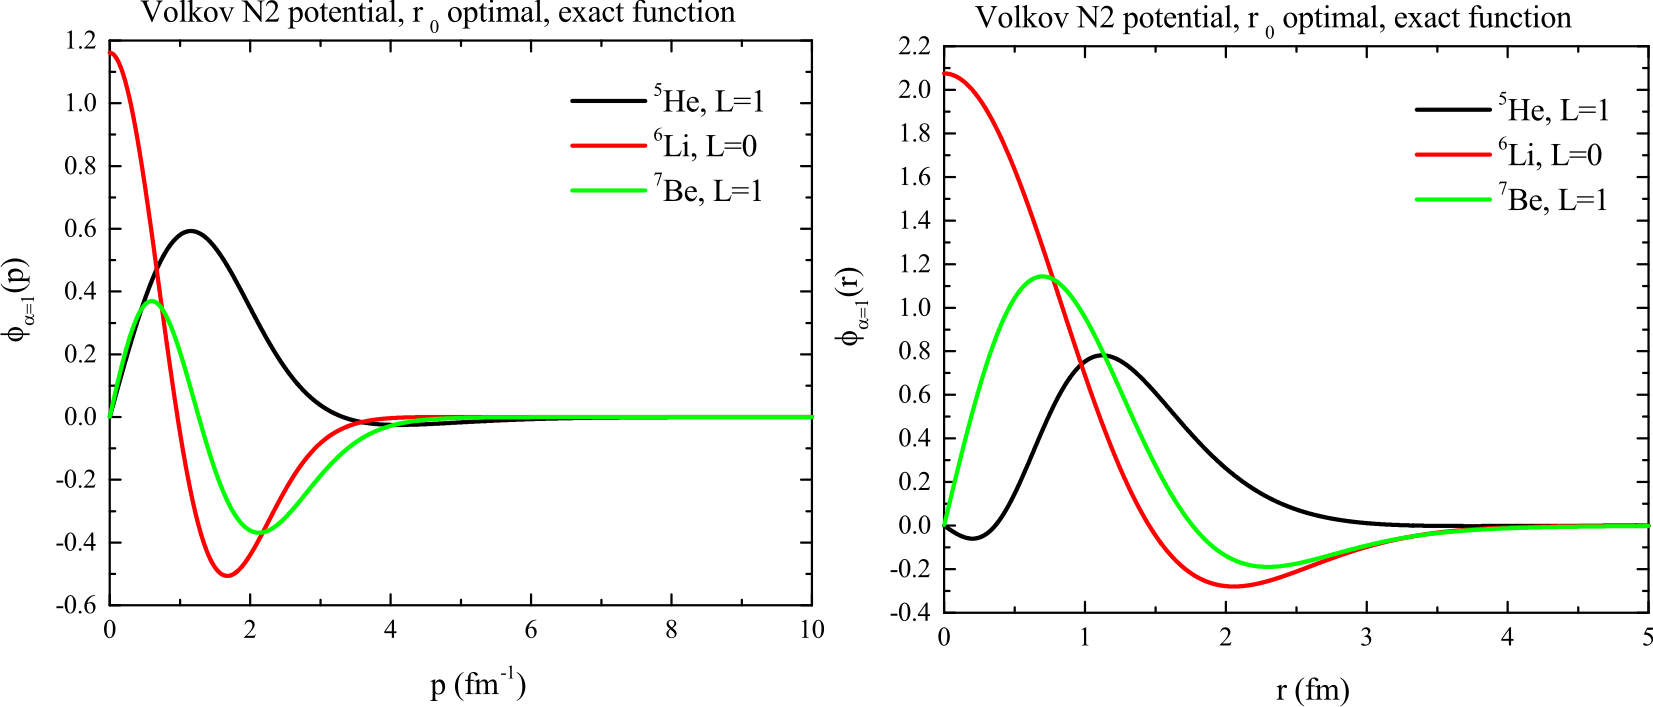 Volkov N2 potential, r₀ optimal, exact function
1.2
1.0
0.8
0.6
0.4
0.2
0.0
-0.2
-0.4
-0.6
ϕα=1(p)
⁵He, L=1
⁶Li, L=0
⁷Be, L=1
0 2 4 6 8 10
p (fm⁻¹)
Volkov N2 potential, r₀ optimal, exact function
2.2
2.0
1.8
1.6
1.4
1.2
1.0
0.8
0.6
0.4
0.2
0.0
-0.2
-0.4
ϕα=1(r)
⁵He, L=1
⁶Li, L=0
⁷Be, L=1
0 1 2 3 4 5
r (fm)